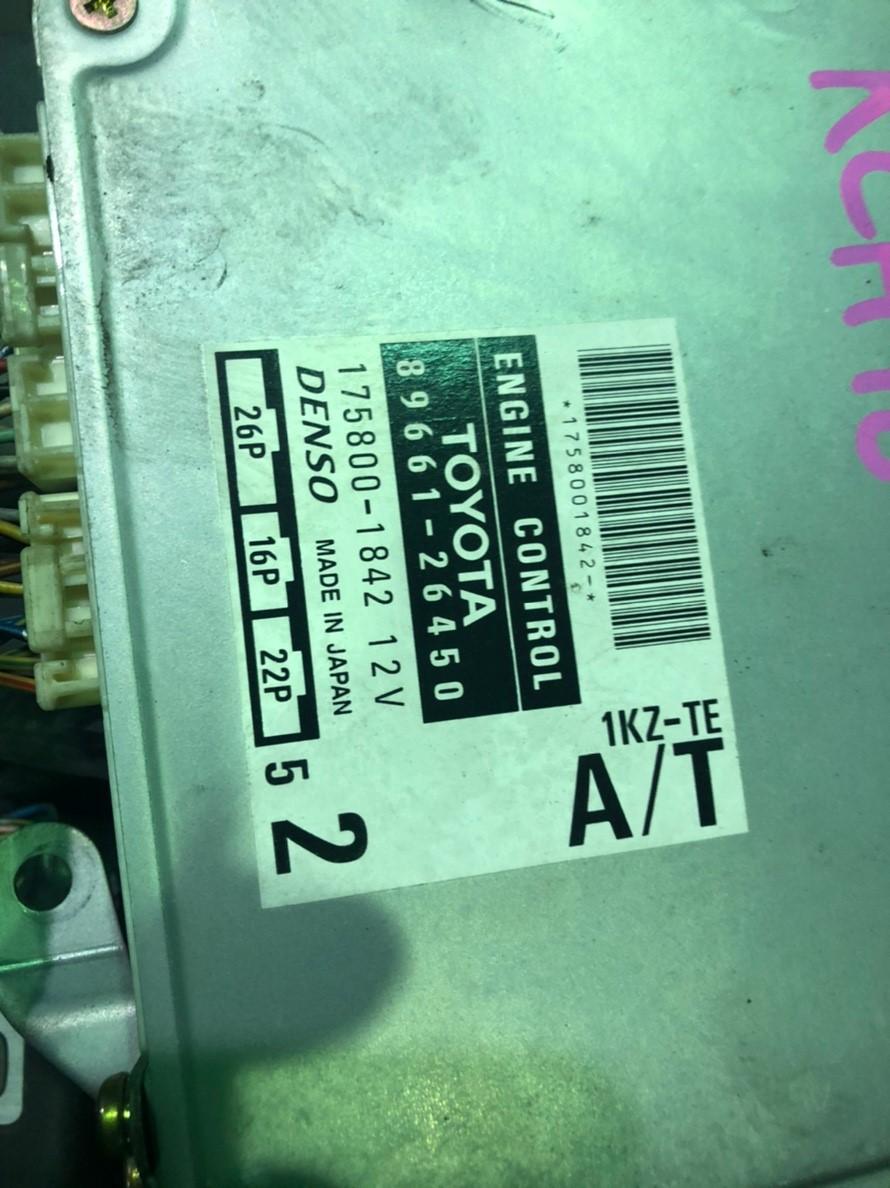 *1758001842-*
ENGINE CONTROL
TOYOTA
89661-26450
175800-1842 12V
DENSO MADE IN JAPAN
26P 16P 22P 5
2
1KZ-TE
A/T